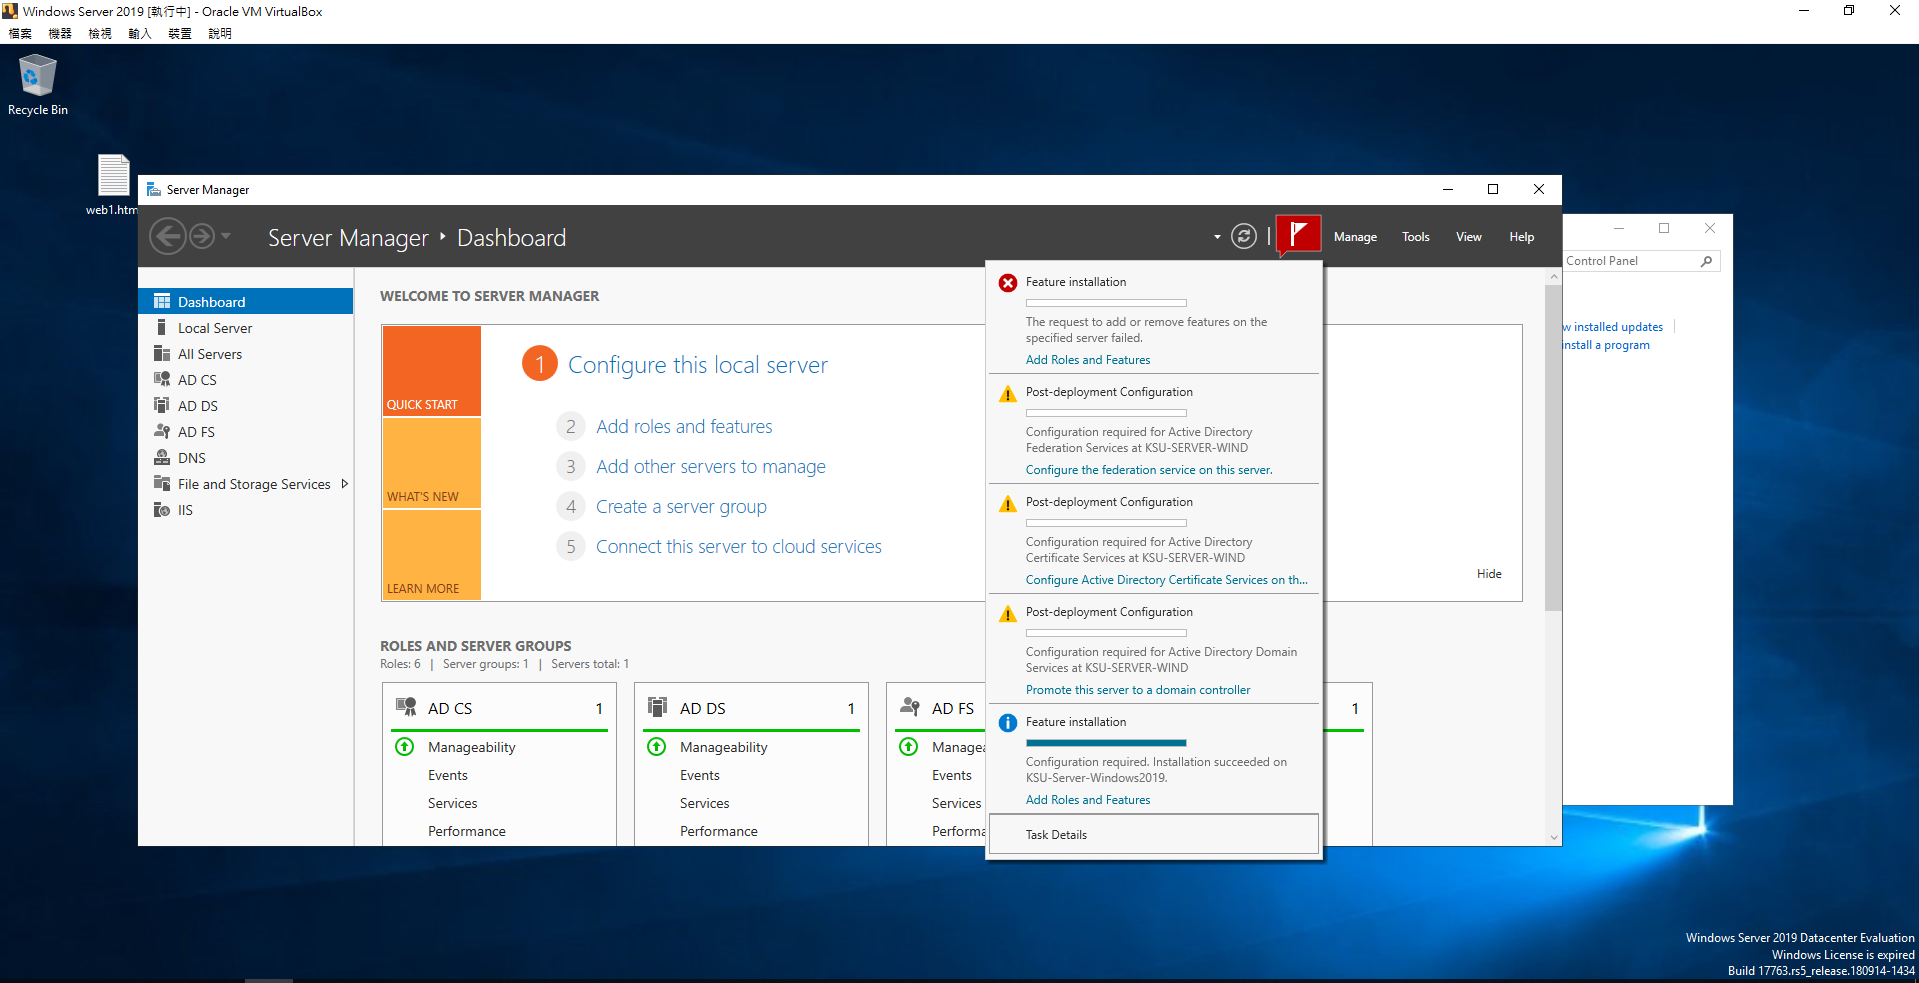 Windows Server 2019 [執行中] - Oracle VM VirtualBox
檔案 機器 檢視 輸入 裝置 說明
Recycle Bin
web1.htm
Server Manager
Server Manager ‣ Dashboard
Manage Tools View Help
Control Panel
w installed updates
install a program
Dashboard
Local Server
All Servers
AD CS
AD DS
AD FS
DNS
File and Storage Services
IIS
WELCOME TO SERVER MANAGER
QUICK START
WHAT'S NEW
LEARN MORE
1 Configure this local server
2 Add roles and features
3 Add other servers to manage
4 Create a server group
5 Connect this server to cloud services
Hide
ROLES AND SERVER GROUPS
Roles: 6 | Server groups: 1 | Servers total: 1
AD CS 1
Manageability
Events
Services
Performance
AD DS 1
Manageability
Events
Services
Performance
AD FS
Managea
Events
Services
Performa
1
Feature installation
The request to add or remove features on the
specified server failed.
Add Roles and Features
Post-deployment Configuration
Configuration required for Active Directory
Federation Services at KSU-SERVER-WIND
Configure the federation service on this server.
Post-deployment Configuration
Configuration required for Active Directory
Certificate Services at KSU-SERVER-WIND
Configure Active Directory Certificate Services on th...
Post-deployment Configuration
Configuration required for Active Directory Domain
Services at KSU-SERVER-WIND
Promote this server to a domain controller
Feature installation
Configuration required. Installation succeeded on
KSU-Server-Windows2019.
Add Roles and Features
Task Details
Windows Server 2019 Datacenter Evaluation
Windows License is expired
Build 17763.rs5_release.180914-1434